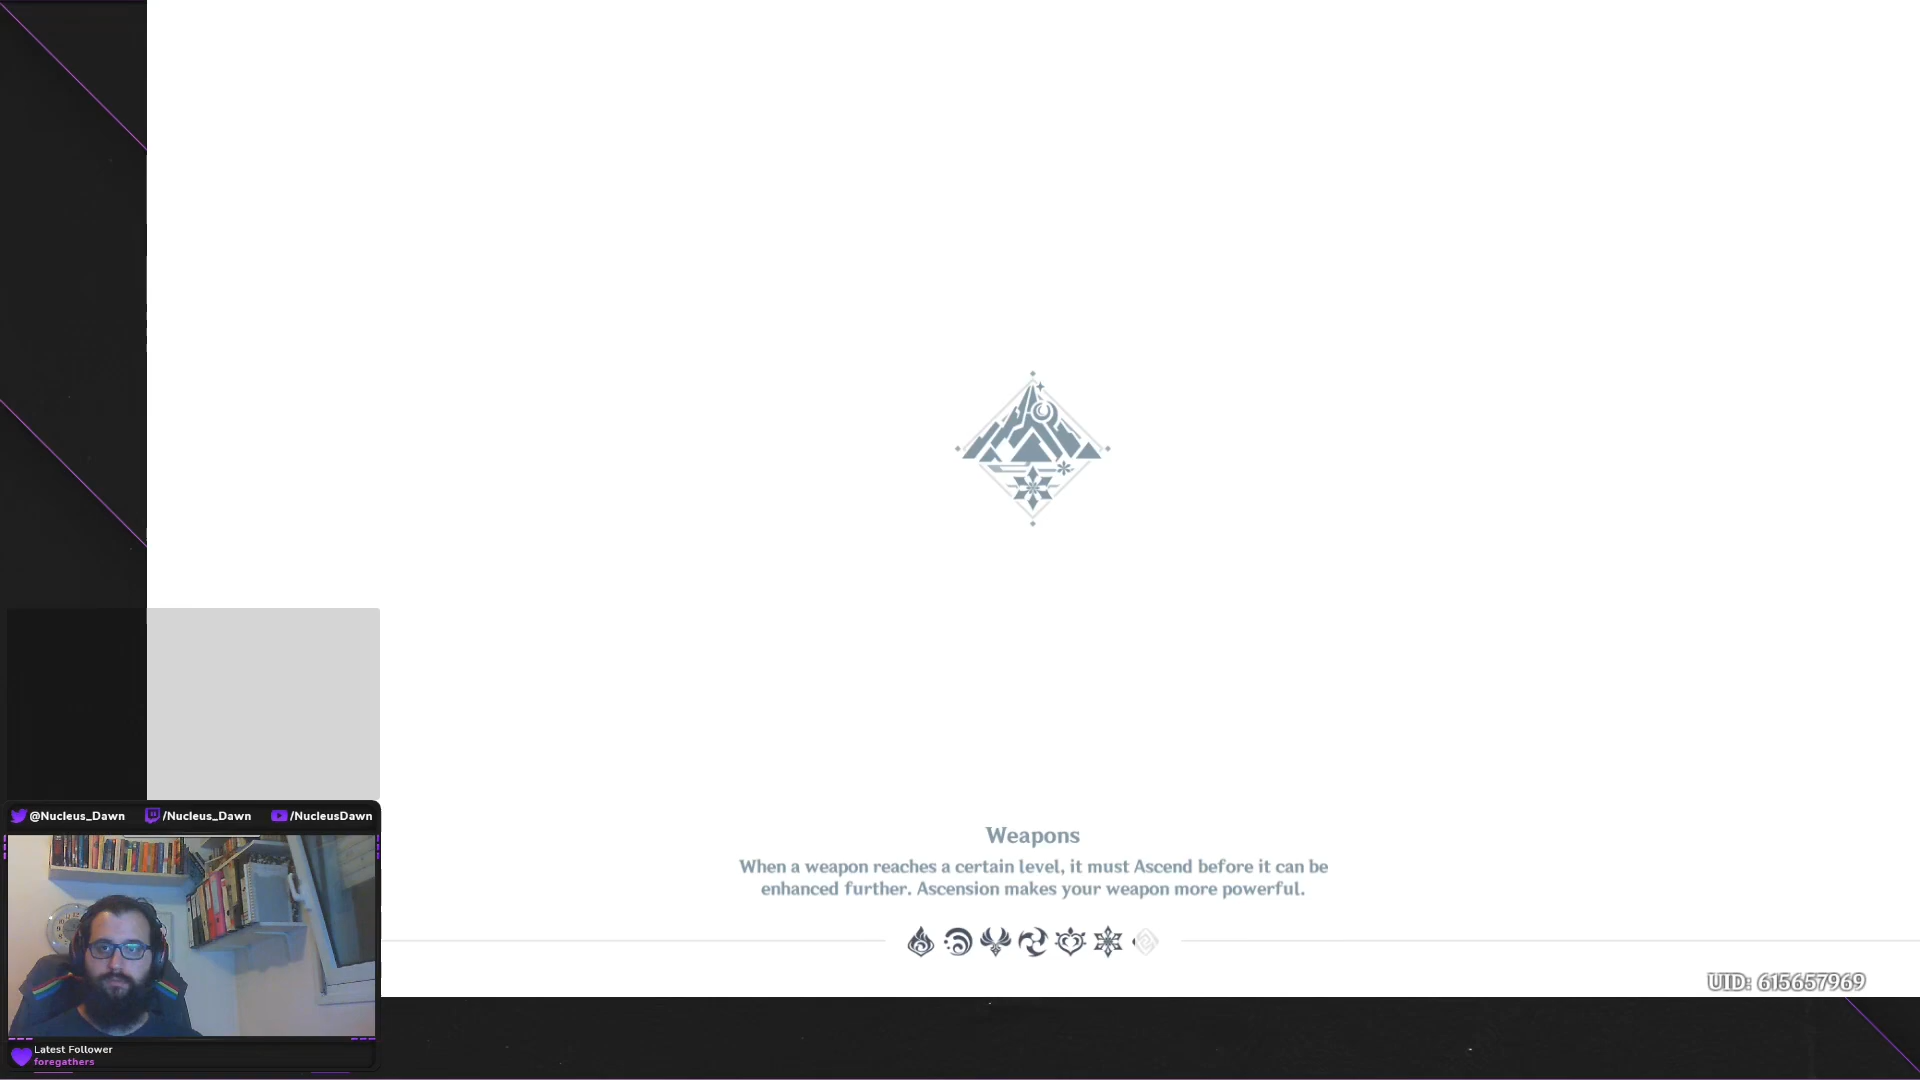 Weapons
When a weapon reaches a certain level, it must Ascend before it can be
enhanced further. Ascension makes your weapon more powerful.
UID: 615657969
@Nucleus_Dawn
/Nucleus_Dawn
/NucleusDawn
Latest Follower
foregathers